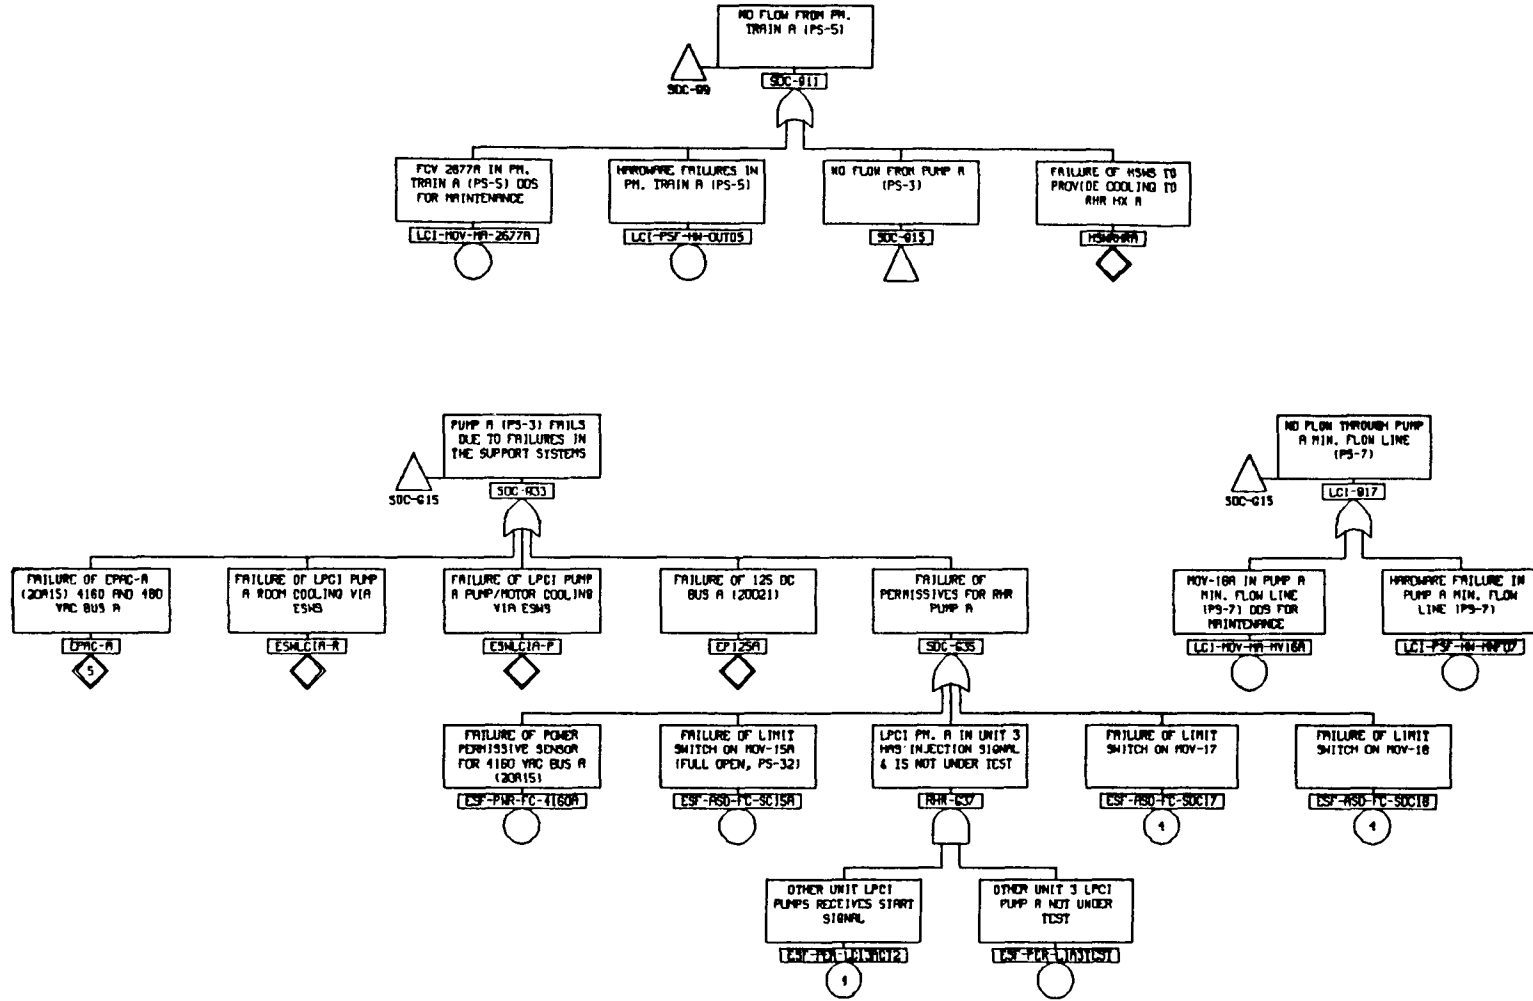 NO FLOW FROM PM.
TRAIN A (PS-5)
SDC-G9
SDC-G11
FCV 2677A IN PM.
TRAIN A (PS-5) OOS
FOR MAINTENANCE
LCI-MOV-MA-2677A
HARDWARE FAILURES IN
PM. TRAIN A (PS-5)
LCI-PSF-HW-OUT05
NO FLOW FROM PUMP A
(PS-3)
SDC-G15
FAILURE OF HSWS TO
PROVIDE COOLING TO
RHR HX A
HSWRHRA
PUMP A (PS-3) FAILS
DUE TO FAILURES IN
THE SUPPORT SYSTEMS
SDC-G15
SDC-G33
FAILURE OF EPAC-A
(20A15) 4160 AND 480
VAC BUS A
EPAC-A
5
FAILURE OF LPCI PUMP
A ROOM COOLING VIA
ESWS
ESWLCIA-R
FAILURE OF LPCI PUMP
A PUMP/MOTOR COOLING
VIA ESWS
ESWLCIA-P
FAILURE OF 125 DC
BUS A (20D21)
EP125A
FAILURE OF
PERMISSIVES FOR RHR
PUMP A
SDC-G35
FAILURE OF POWER
PERMISSIVE SENSOR
FOR 4160 VAC BUS A
(20A15)
ESF-PWR-FC-4160A
FAILURE OF LIMIT
SWITCH ON MOV-15A
(FULL OPEN, PS-32)
ESF-ASD-FC-SC15A
LPCI PM. A IN UNIT 3
HAS INJECTION SIGNAL
& IS NOT UNDER TEST
RHR-G37
FAILURE OF LIMIT
SWITCH ON MOV-17
ESF-ASD-FC-SDC17
4
FAILURE OF LIMIT
SWITCH ON MOV-18
ESF-ASD-FC-SDC18
4
OTHER UNIT LPCI
PUMPS RECEIVES START
SIGNAL
4
OTHER UNIT 3 LPCI
PUMP A NOT UNDER
TEST
NO FLOW THROUGH PUMP
A MIN. FLOW LINE
(PS-7)
SDC-G15
LCI-G17
MOV-16A IN PUMP A
MIN. FLOW LINE
(PS-7) OOS FOR
MAINTENANCE
LCI-MOV-MA-MV16A
HARDWARE FAILURE IN
PUMP A MIN. FLOW
LINE (PS-7)